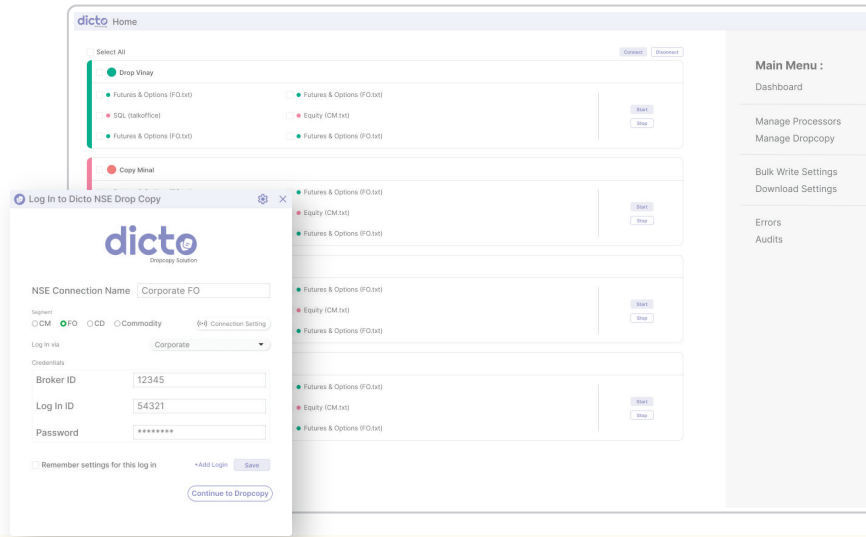 dicto Home
Select All
Connect Disconnect
Drop Vinay
Futures & Options (FO.txt) Futures & Options (FO.txt)
SQL (talkoffice) Equity (CM.txt)
Futures & Options (FO.txt) Futures & Options (FO.txt)
Start
Stop
Copy Minal
Futures & Options (FO.txt)
Equity (CM.txt)
Futures & Options (FO.txt)
Start
Stop
Futures & Options (FO.txt)
Equity (CM.txt)
Futures & Options (FO.txt)
Start
Stop
Futures & Options (FO.txt)
Equity (CM.txt)
Futures & Options (FO.txt)
Start
Stop
Main Menu :
Dashboard
Manage Processors
Manage Dropcopy
Bulk Write Settings
Download Settings
Errors
Audits
Log In to Dicto NSE Drop Copy
dicto
Dropcopy Solution
NSE Connection Name Corporate FO
Segment
CM FO CD Commodity Connection Setting
Log In via Corporate
Credentials
Broker ID 12345
Log In ID 54321
Password ********
Remember settings for this log in +Add Login Save
Continue to Dropcopy